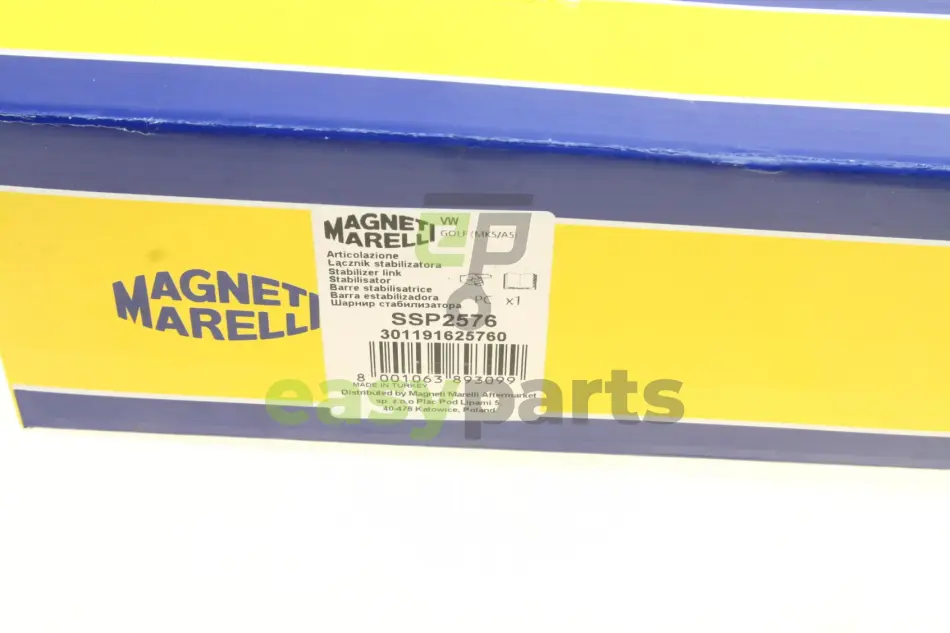 MAGNETI
MARELLI
MAGNETI
MARELLI
VW
GOLF (MK5/A5)
Articolazione
Łącznik stabilizatora
Stabilizer link
Stabilisator
Barre stabilisatrice
Barra estabilizadora
Шарнир стабилизатора
PC x1
SSP2576
301191625760
8 001063 893099
MADE IN TURKEY
Distributed by Magneti Marelli Aftermarket
sp. z.o.o Plac Pod Lipami 5,
40-476 Katowice, Poland
EP
easyparts